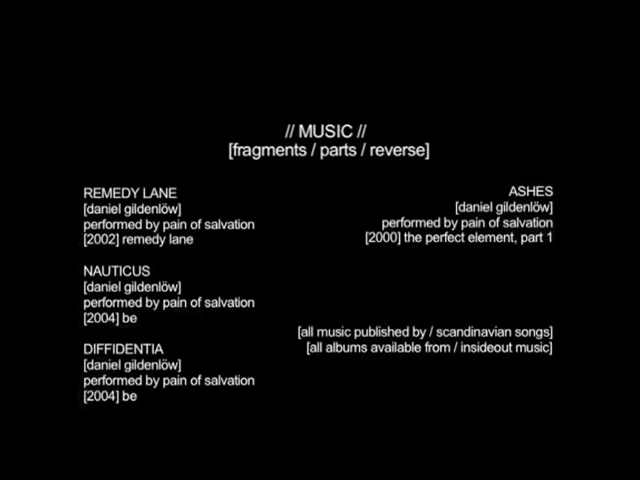 // MUSIC //
[fragments / parts / reverse]
REMEDY LANE
[daniel gildenlöw]
performed by pain of salvation
[2002] remedy lane
NAUTICUS
[daniel gildenlöw]
performed by pain of salvation
[2004] be
DIFFIDENTIA
[daniel gildenlöw]
performed by pain of salvation
[2004] be
ASHES
[daniel gildenlöw]
performed by pain of salvation
[2000] the perfect element, part 1
[all music published by / scandinavian songs]
[all albums available from / insideout music]